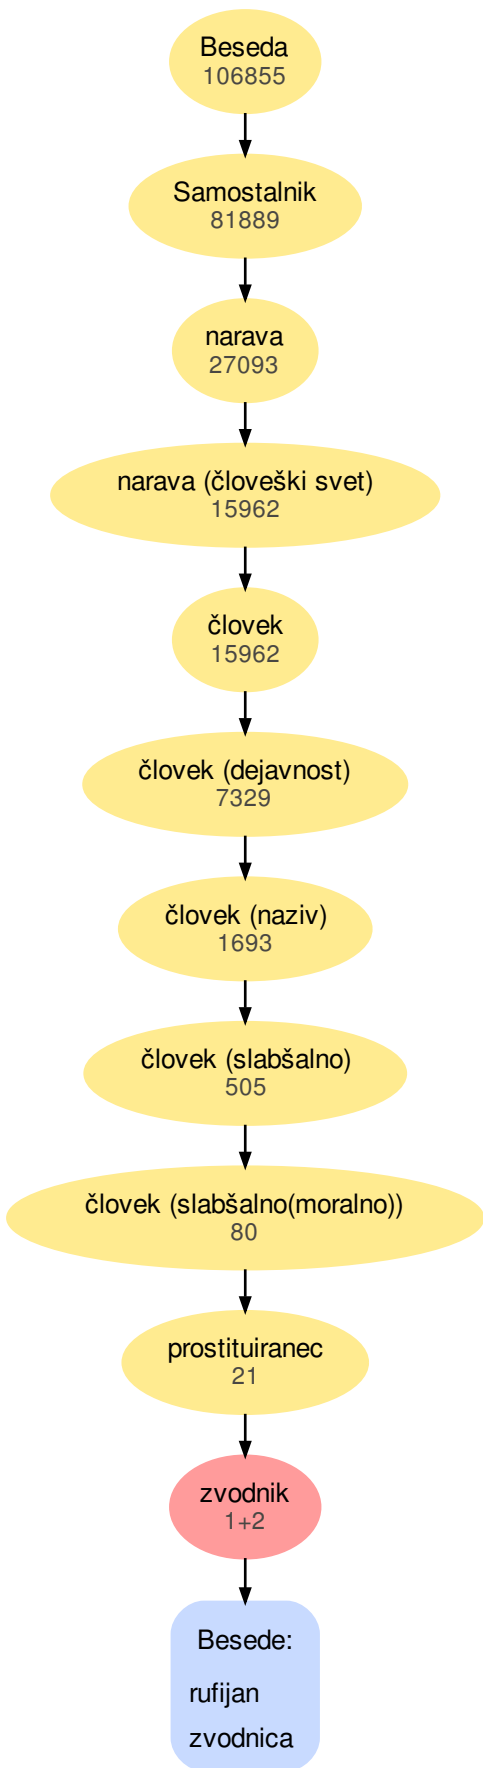 Beseda
106855
Samostalnik
81889
narava
27093
narava (človeški svet)
15962
človek
15962
človek (dejavnost)
7329
človek (naziv)
1693
človek (slabšalno)
505
človek (slabšalno(moralno))
80
prostituiranec
21
zvodnik
1+2
Besede:
rufijan
zvodnica